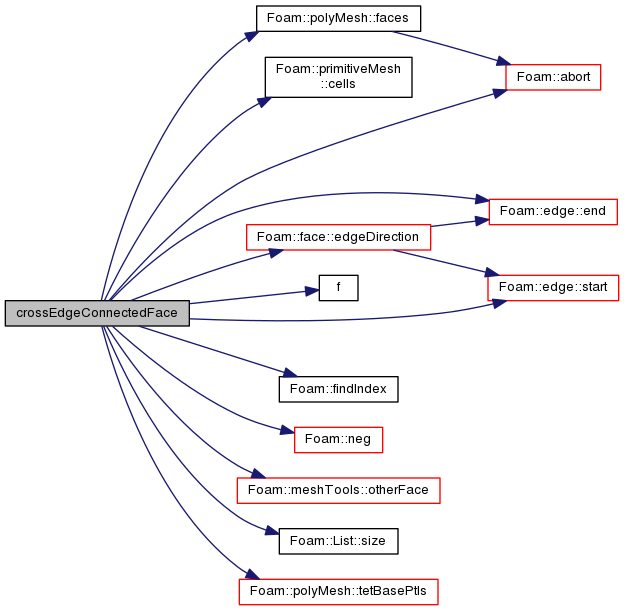 Foam::polyMesh::faces
Foam::primitiveMesh
::cells
Foam::abort
Foam::edge::end
Foam::face::edgeDirection
Foam::edge::start
f
crossEdgeConnectedFace
Foam::findIndex
Foam::neg
Foam::meshTools::otherFace
Foam::List::size
Foam::polyMesh::tetBasePtIs